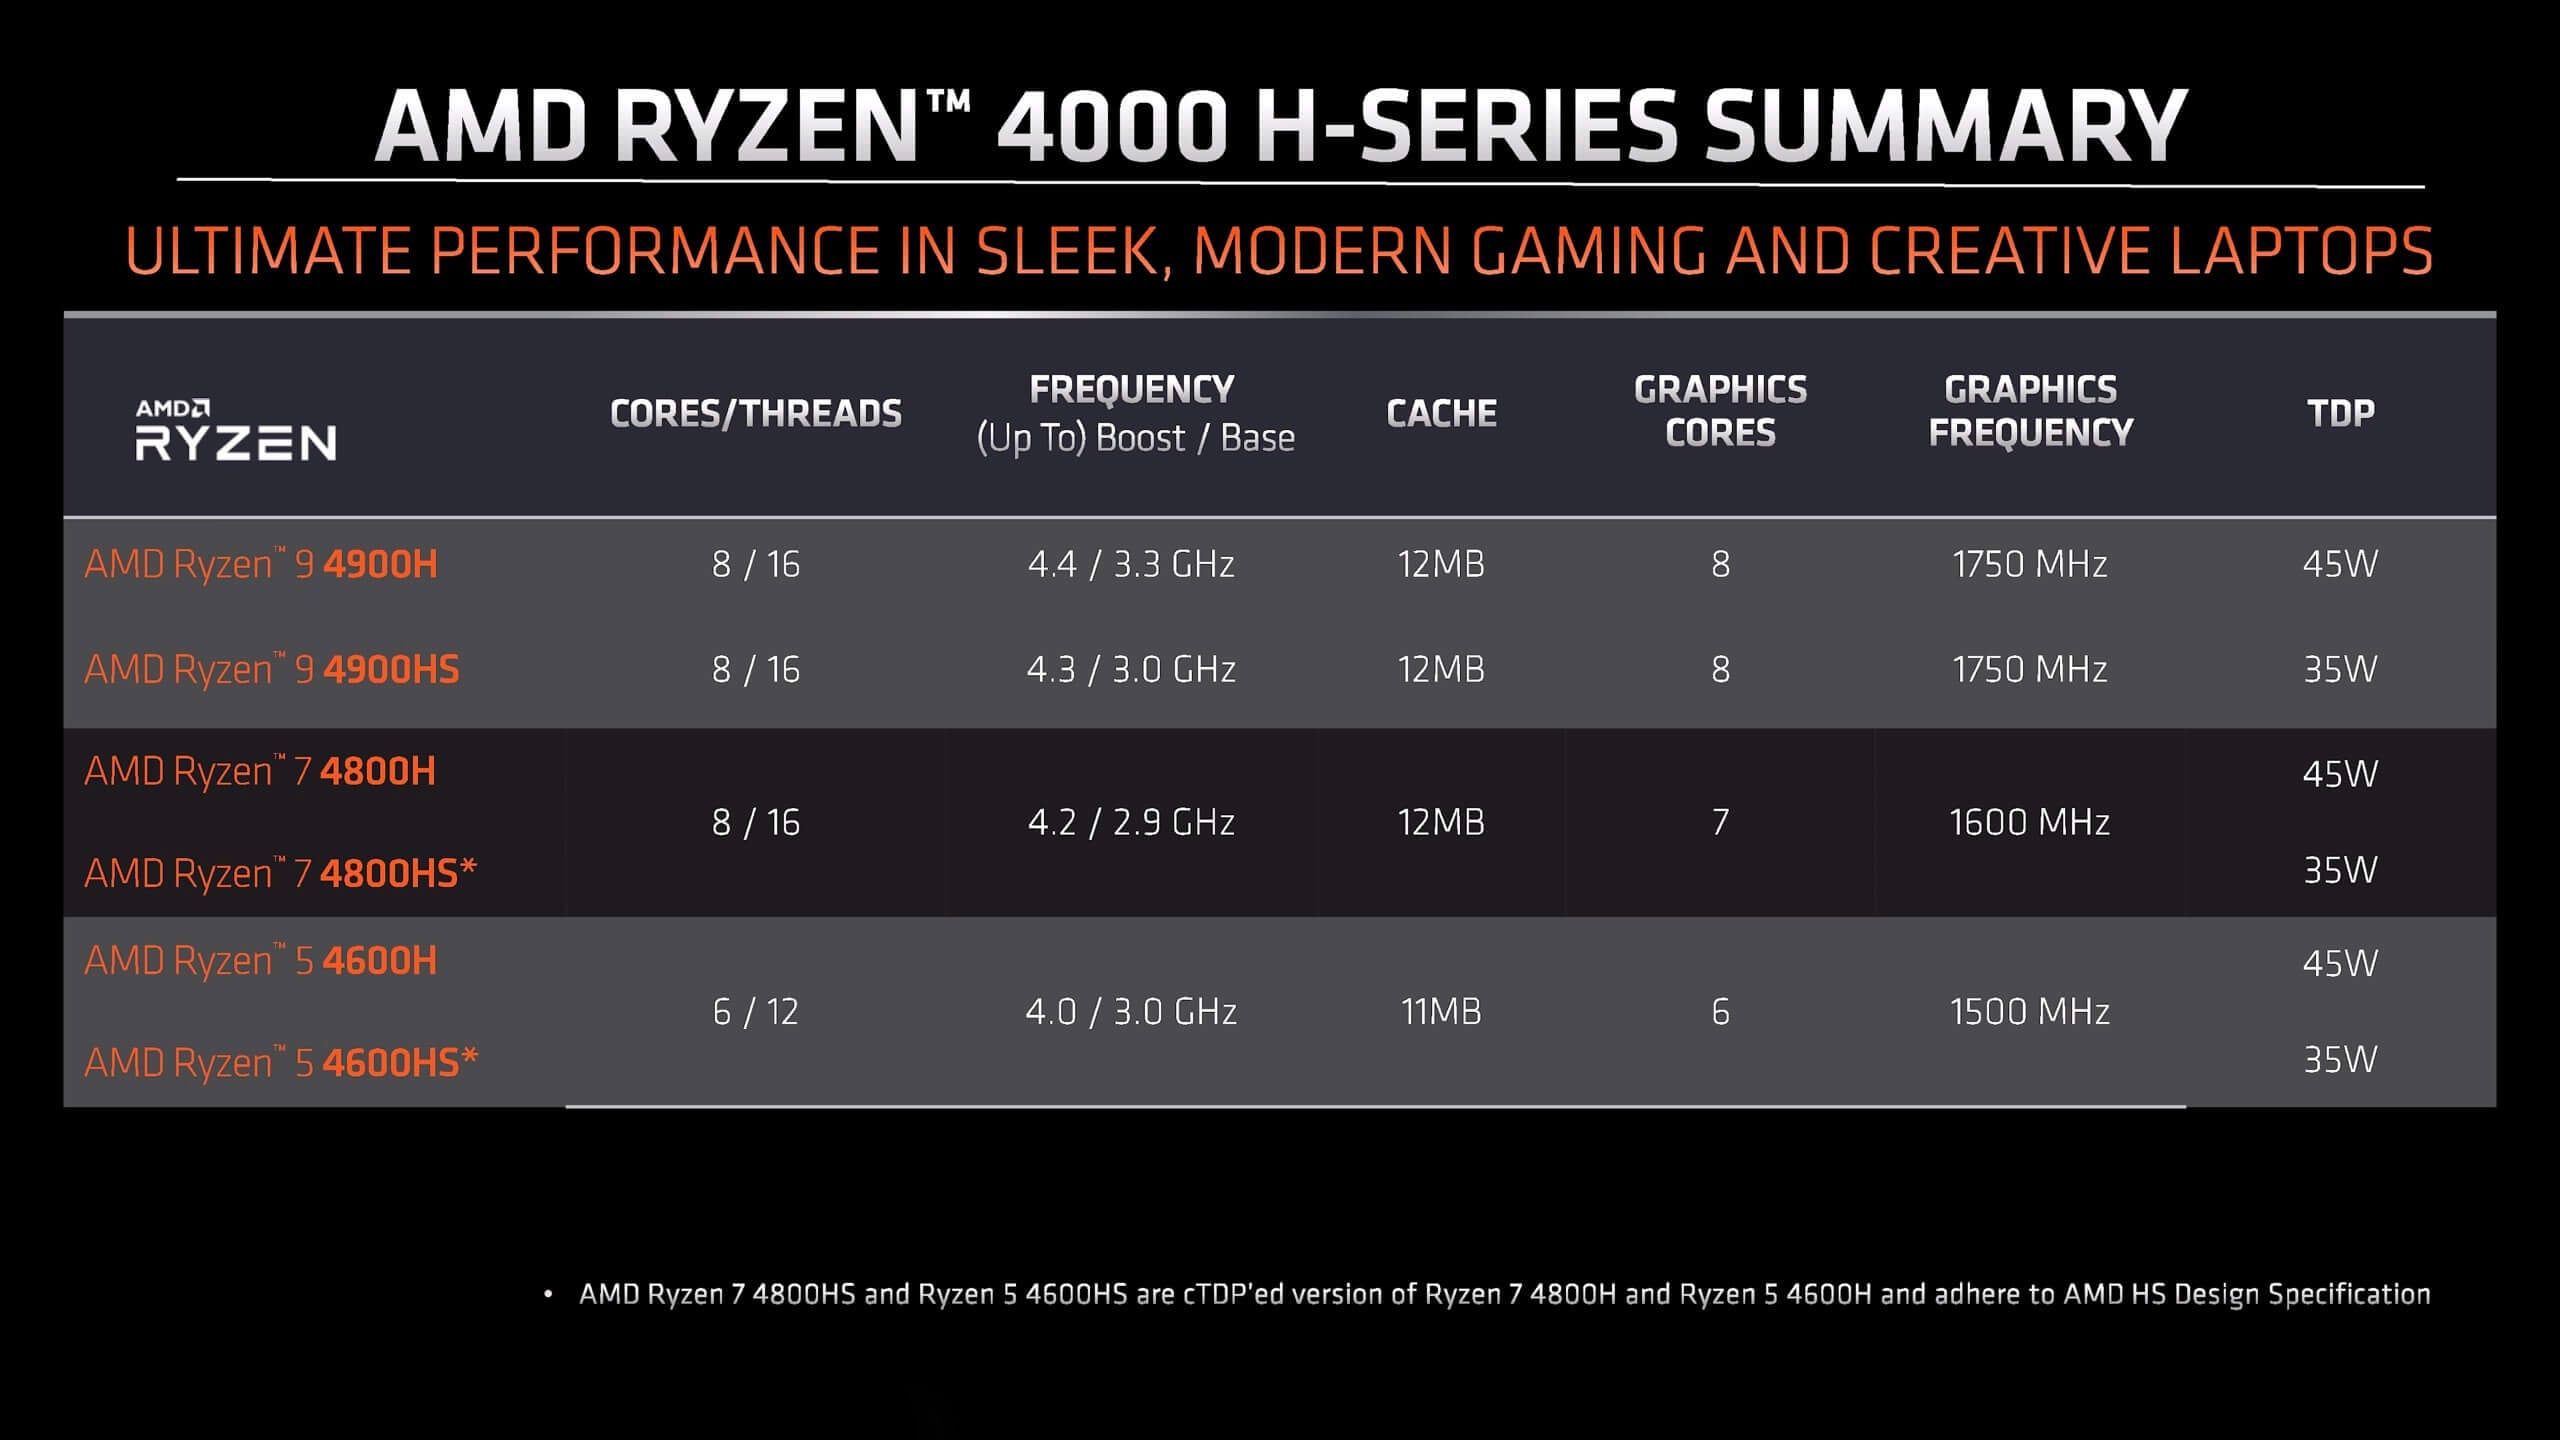 AMD RYZEN™ 4000 H-SERIES SUMMARY
ULTIMATE PERFORMANCE IN SLEEK, MODERN GAMING AND CREATIVE LAPTOPS
AMD
RYZEN
CORES/THREADS
FREQUENCY
(Up To) Boost / Base
CACHE
GRAPHICS
CORES
GRAPHICS
FREQUENCY
TDP
AMD Ryzen™ 9 4900H 8 / 16 4.4 / 3.3 GHz 12MB 8 1750 MHz 45W
AMD Ryzen™ 9 4900HS 8 / 16 4.3 / 3.0 GHz 12MB 8 1750 MHz 35W
AMD Ryzen™ 7 4800H 45W
8 / 16 4.2 / 2.9 GHz 12MB 7 1600 MHz
AMD Ryzen™ 7 4800HS* 35W
AMD Ryzen™ 5 4600H 45W
6 / 12 4.0 / 3.0 GHz 11MB 6 1500 MHz
AMD Ryzen™ 5 4600HS* 35W
• AMD Ryzen 7 4800HS and Ryzen 5 4600HS are cTDP'ed version of Ryzen 7 4800H and Ryzen 5 4600H and adhere to AMD HS Design Specification